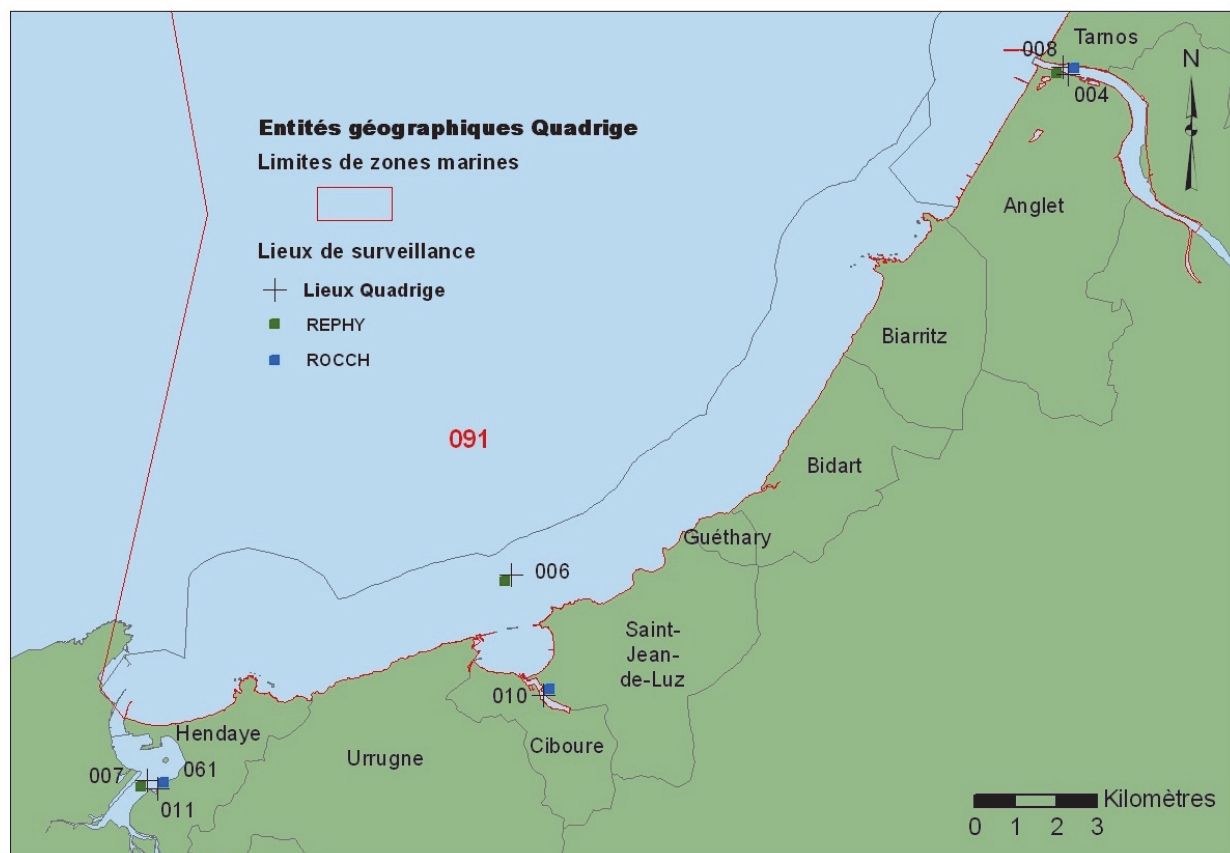 008
Tarnos
N
004
Entités géographiques Quadrige
Limites de zones marines
Anglet
Lieux de surveillance
Lieux Quadrige
REPHY
ROCCH
Biarritz
091
Bidart
Guéthary
006
Saint-
Jean-
de-Luz
010
Hendaye
Urrugne
Ciboure
007
061
011
Kilomètres
0 1 2 3